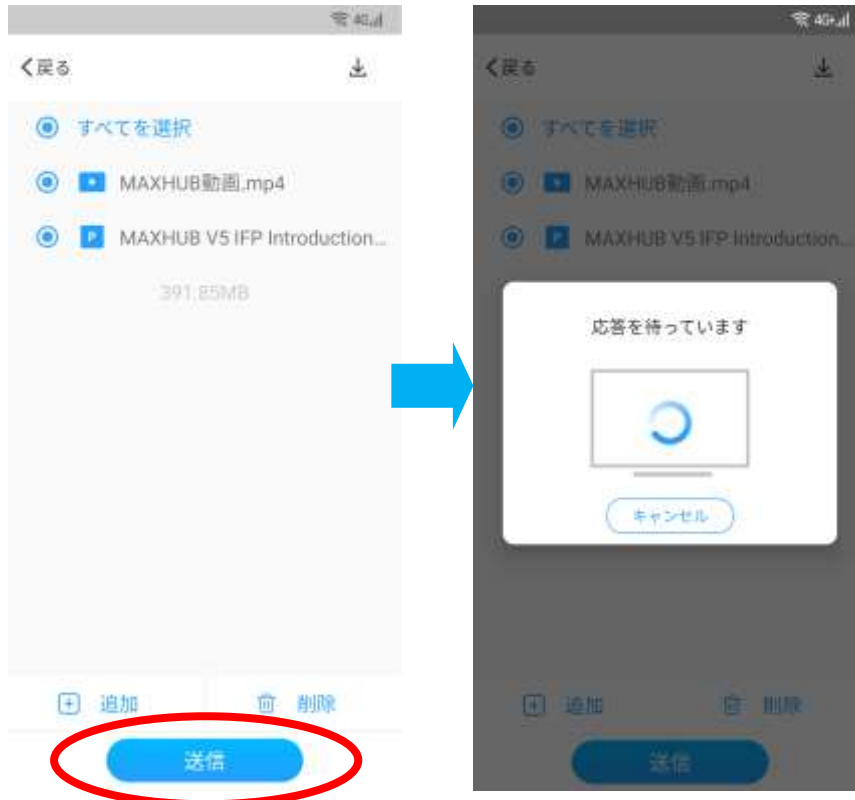 4G
戻る
すべてを選択
MAXHUB動画.mp4
MAXHUB V5 IFP Introduction...
391.85MB
追加
削除
送信
4G+
戻る
すべてを選択
MAXHUB動画.mp4
MAXHUB V5 IFP Introduction...
応答を待っています
キャンセル
追加
削除
送信